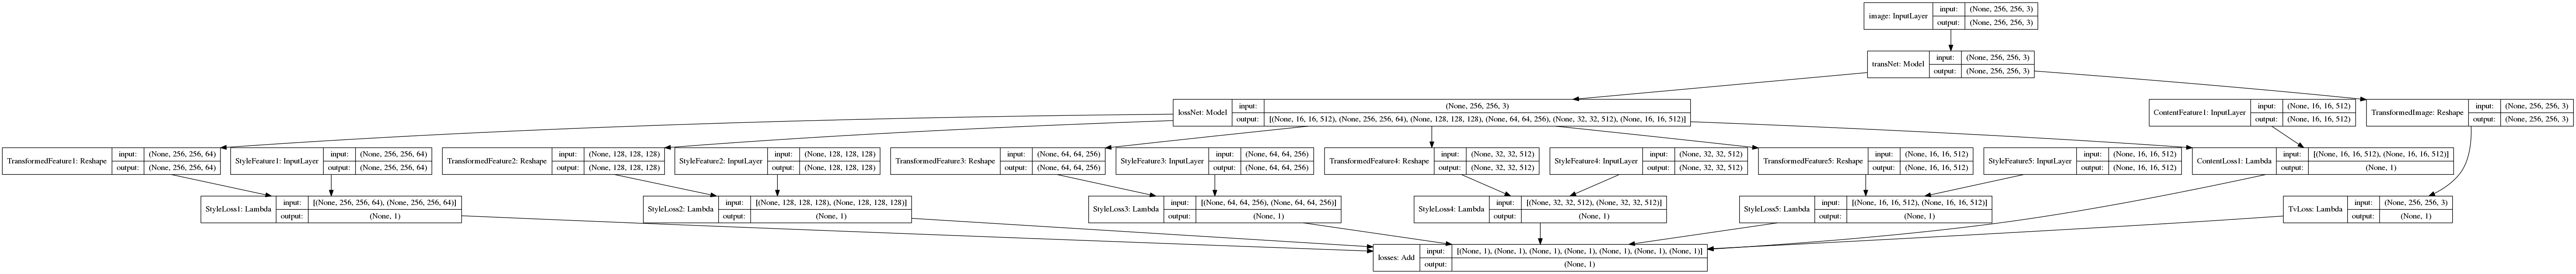 image: InputLayer input: (None, 256, 256, 3)
output: (None, 256, 256, 3)
transNet: Model input: (None, 256, 256, 3)
output: (None, 256, 256, 3)
lossNet: Model input: (None, 256, 256, 3)
output: [(None, 16, 16, 512), (None, 256, 256, 64), (None, 128, 128, 128), (None, 64, 64, 256), (None, 32, 32, 512), (None, 16, 16, 512)]
ContentFeature1: InputLayer input: (None, 16, 16, 512)
output: (None, 16, 16, 512)
TransformedImage: Reshape input: (None, 256, 256, 3)
output: (None, 256, 256, 3)
TransformedFeature1: Reshape input: (None, 256, 256, 64)
output: (None, 256, 256, 64)
StyleFeature1: InputLayer input: (None, 256, 256, 64)
output: (None, 256, 256, 64)
TransformedFeature2: Reshape input: (None, 128, 128, 128)
output: (None, 128, 128, 128)
StyleFeature2: InputLayer input: (None, 128, 128, 128)
output: (None, 128, 128, 128)
TransformedFeature3: Reshape input: (None, 64, 64, 256)
output: (None, 64, 64, 256)
StyleFeature3: InputLayer input: (None, 64, 64, 256)
output: (None, 64, 64, 256)
TransformedFeature4: Reshape input: (None, 32, 32, 512)
output: (None, 32, 32, 512)
StyleFeature4: InputLayer input: (None, 32, 32, 512)
output: (None, 32, 32, 512)
TransformedFeature5: Reshape input: (None, 16, 16, 512)
output: (None, 16, 16, 512)
StyleFeature5: InputLayer input: (None, 16, 16, 512)
output: (None, 16, 16, 512)
ContentLoss1: Lambda input: [(None, 16, 16, 512), (None, 16, 16, 512)]
output: (None, 1)
StyleLoss1: Lambda input: [(None, 256, 256, 64), (None, 256, 256, 64)]
output: (None, 1)
StyleLoss2: Lambda input: [(None, 128, 128, 128), (None, 128, 128, 128)]
output: (None, 1)
StyleLoss3: Lambda input: [(None, 64, 64, 256), (None, 64, 64, 256)]
output: (None, 1)
StyleLoss4: Lambda input: [(None, 32, 32, 512), (None, 32, 32, 512)]
output: (None, 1)
StyleLoss5: Lambda input: [(None, 16, 16, 512), (None, 16, 16, 512)]
output: (None, 1)
TvLoss: Lambda input: (None, 256, 256, 3)
output: (None, 1)
losses: Add input: [(None, 1), (None, 1), (None, 1), (None, 1), (None, 1), (None, 1), (None, 1)]
output: (None, 1)